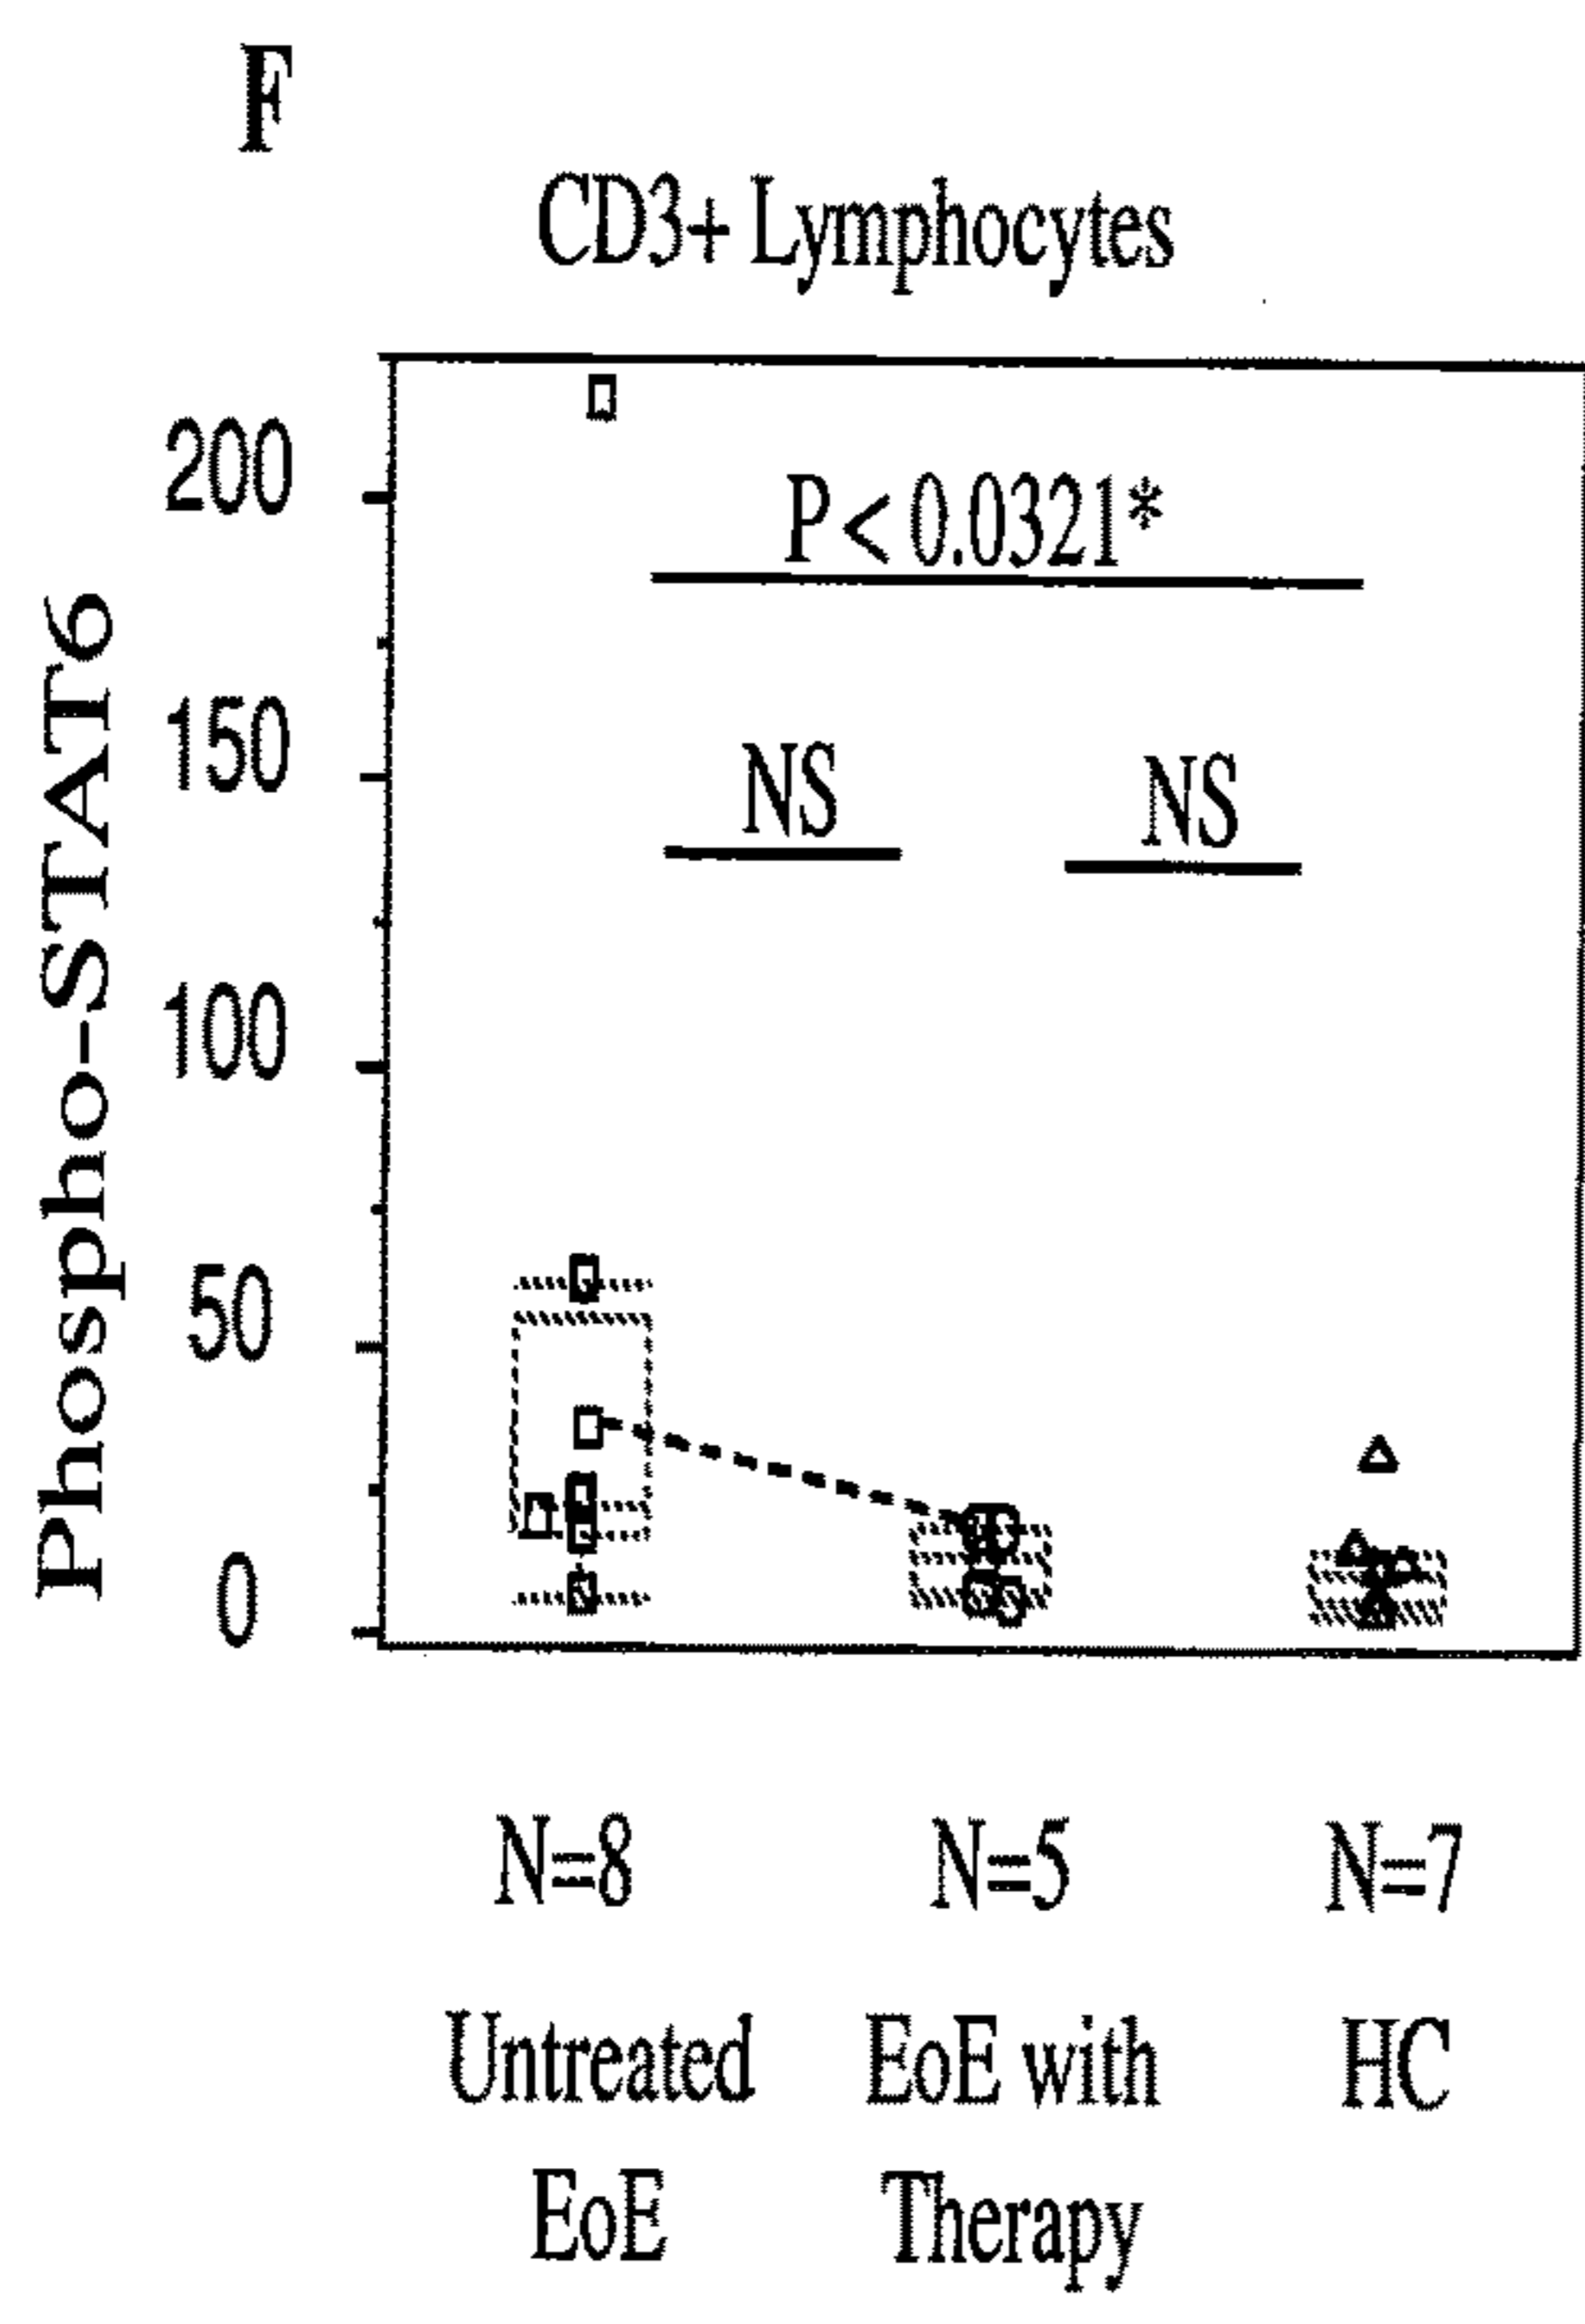 F
CD3+ Lymphocytes
Phospho-STAT6
200
150
100
50
0
P< 0.0321*
NS
NS
N=8
N=5
N=7
Untreated
EoE
EoE with
Therapy
HC